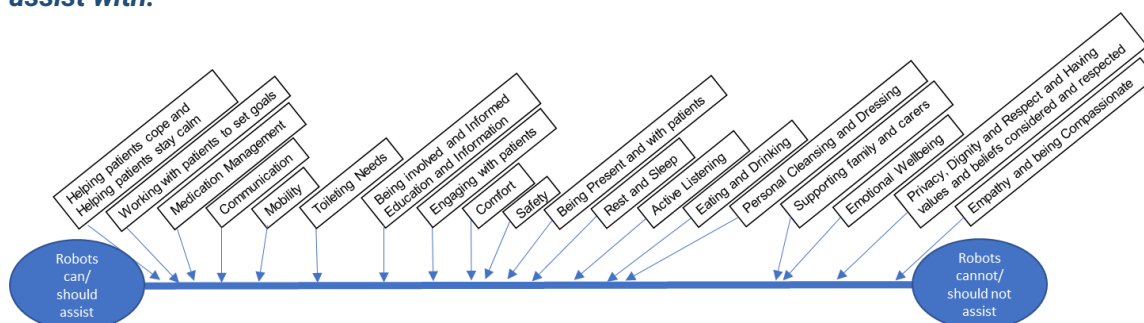 assist with.
Helping patients cope and
Helping patients stay calm
Working with patients to set goals
Medication Management
Communication
Mobility
Toileting Needs
Being involved and Informed
Education and Information
Engaging with patients
Comfort
Safety
Being Present and with patients
Rest and Sleep
Active Listening
Eating and Drinking
Personal Cleansing and Dressing
Supporting family and carers
Emotional Wellbeing
Privacy, Dignity and Respect and Having
values and beliefs considered and respected
Empathy and being Compassionate
Robots
can/
should
assist
Robots
cannot/
should not
assist